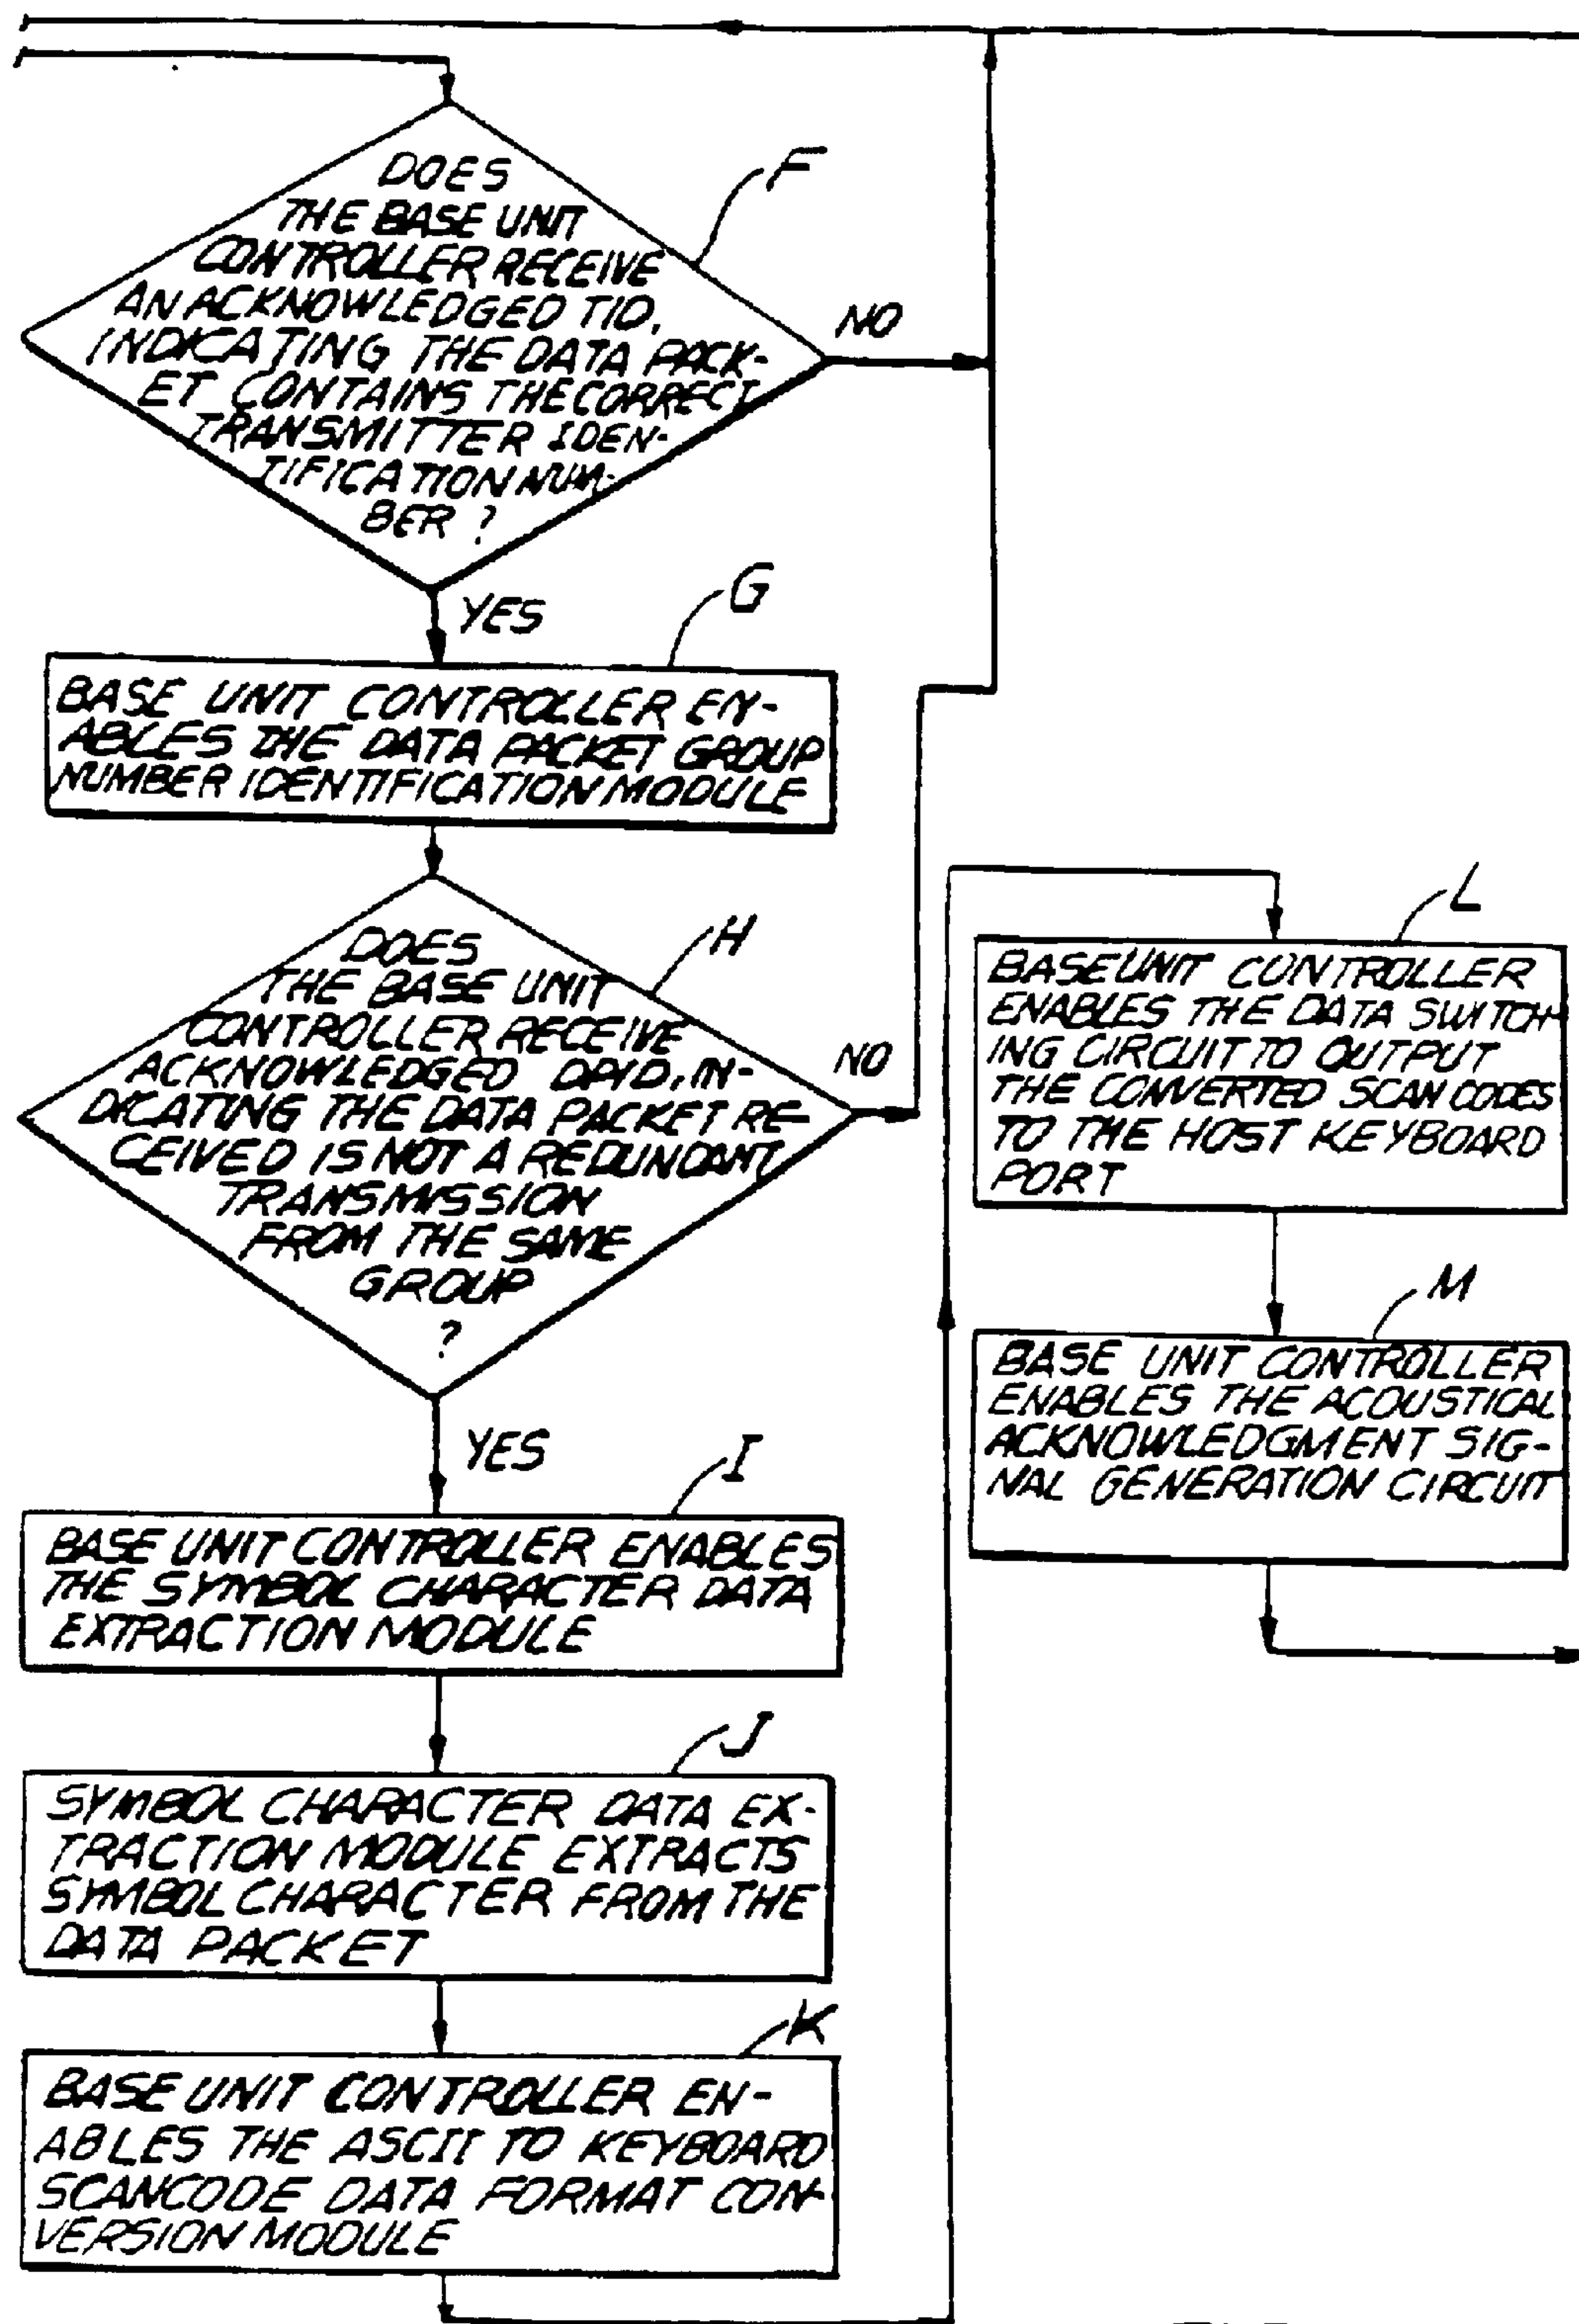 DOES
THE BASE UNIT
CONTROLLER RECEIVE
AN ACKNOWLEDGED TID,
INDICATING THE DATA PACK-
ET CONTAINS THE CORRECT
TRANSMITTER IDEN-
TIFICATION NUM-
BER ?
F
NO
YES
G
BASE UNIT CONTROLLER EN-
ABLES THE DATA PACKET GROUP
NUMBER IDENTIFICATION MODULE
DOES
THE BASE UNIT
CONTROLLER RECEIVE
ACKNOWLEDGED DPID, IN-
DICATING THE DATA PACKET RE-
CEIVED IS NOT A REDUNDANT
TRANSMISSION
FROM THE SAME
GROUP
?
H
NO
YES
I
BASE UNIT CONTROLLER ENABLES
THE SYMBOL CHARACTER DATA
EXTRACTION MODULE
J
SYMBOL CHARACTER DATA EX-
TRACTION MODULE EXTRACTS
SYMBOL CHARACTER FROM THE
DATA PACKET
K
BASE UNIT CONTROLLER EN-
ABLES THE ASCII TO KEYBOARD
SCANCODE DATA FORMAT CON-
VERSION MODULE
L
BASE UNIT CONTROLLER
ENABLES THE DATA SWITCH-
ING CIRCUIT TO OUTPUT
THE CONVERTED SCAN CODES
TO THE HOST KEYBOARD
PORT
M
BASE UNIT CONTROLLER
ENABLES THE ACOUSTICAL
ACKNOWLEDGMENT SIG-
NAL GENERATION CIRCUIT